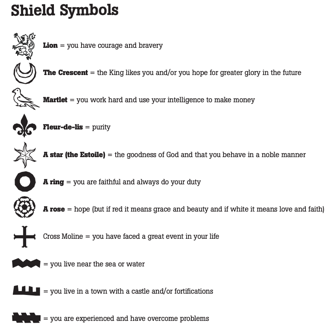 Shield Symbols
Lion = you have courage and bravery
The Crescent = the King likes you and/or you hope for greater glory in the future
Martlet = you work hard and use your intelligence to make money
Fleur-de-lis = purity
A star (the Estoile) = the goodness of God and that you behave in a noble manner
A ring = you are faithful and always do your duty
A rose = hope (but if red it means grace and beauty and if white it means love and faith)
Cross Moline = you have faced a great event in your life
= you live near the sea or water
= you live in a town with a castle and/or fortifications
= you are experienced and have overcome problems